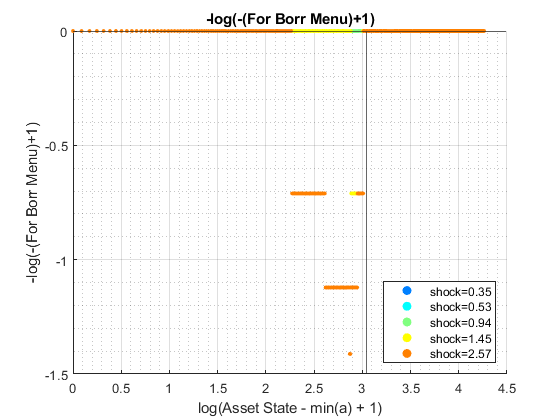 -log(-(For Borr Menu)+1)
0
-0.5
-1
-1.5
-log(-(For Borr Menu)+1)
shock=0.35
shock=0.53
shock=0.94
shock=1.45
shock=2.57
0 0.5 1 1.5 2 2.5 3 3.5 4 4.5
log(Asset State - min(a) + 1)